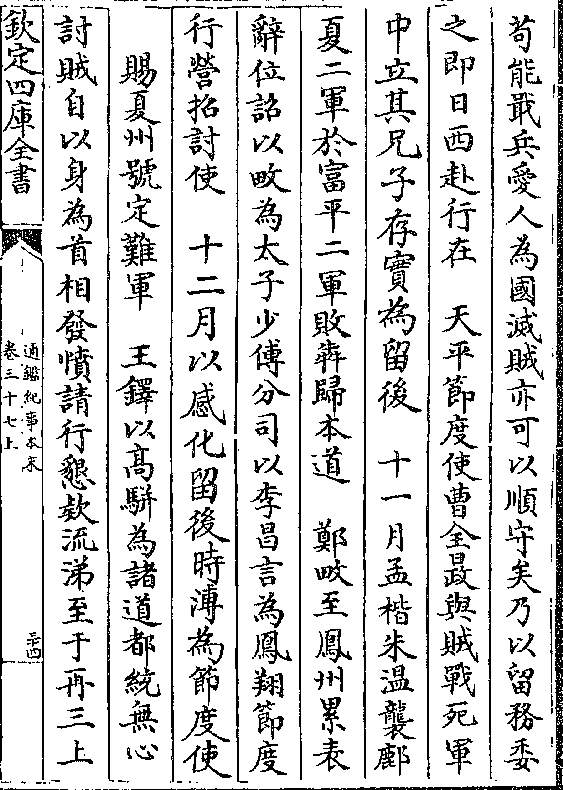 苟能戢兵愛人為國滅賊亦可以順守矣乃以留務委
之即日西赴行在　天平節度使曹全晸與賊戰死軍
中立其兄子存實為留後　十一月孟楷朱温襲鄜
夏二軍於富平二軍敗奔歸本道　鄭畋至鳳州累表
辭位詔以畋為太子少傅分司以李昌言為鳳翔節度
行營招討使　十二月以感化留後時溥為節度使
賜夏州號定難軍　王鐸以高駢為諸道都統無心
討賊自以身為首相發憤請行懇欵流涕至于再三上
欽定四庫全書
通鑑紀事本末
卷三十七上
三十四